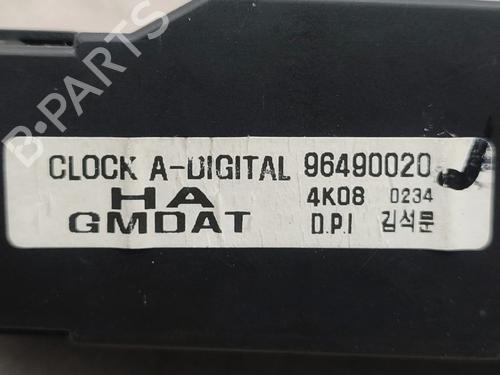 B-PARTS
CLOCK A-DIGITAL 96490020
HA 4K08 0234
GMDAT D.P.I 김석문